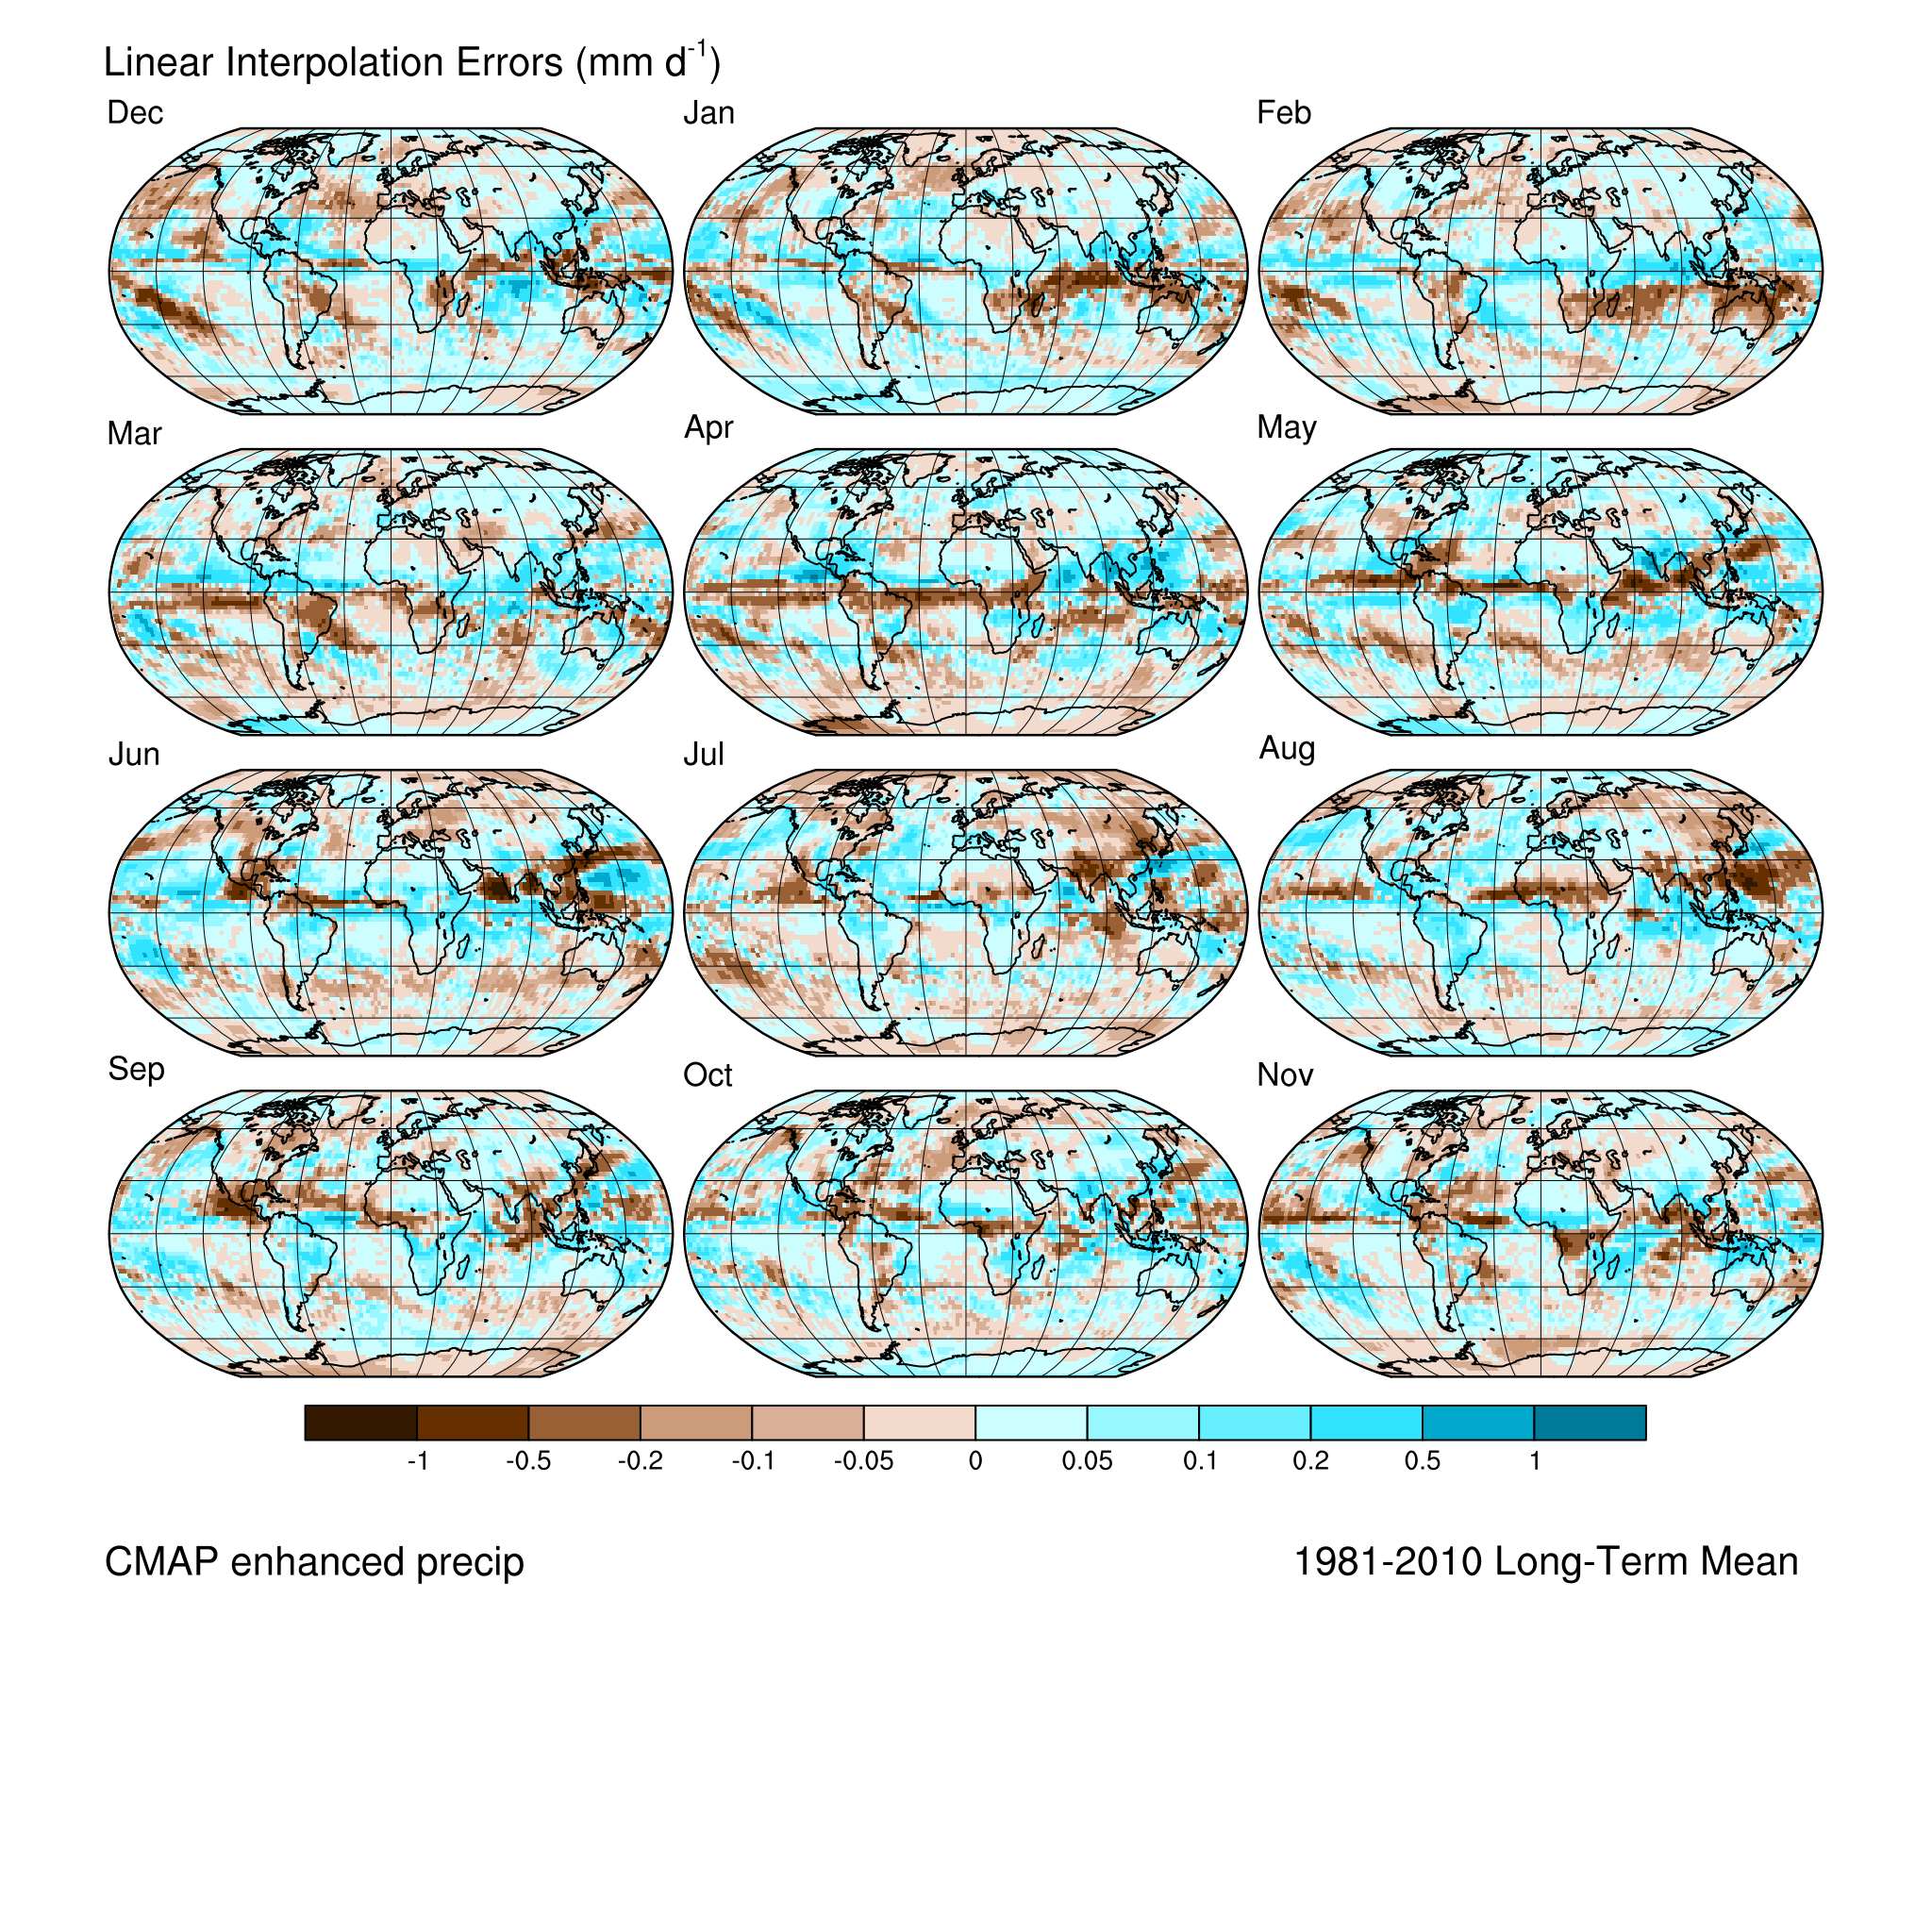 Linear Interpolation Errors (mm d⁻¹)
Dec Jan Feb
Mar Apr May
Jun Jul Aug
Sep Oct Nov
-1 -0.5 -0.2 -0.1 -0.05 0 0.05 0.1 0.2 0.5 1
CMAP enhanced precip 1981-2010 Long-Term Mean